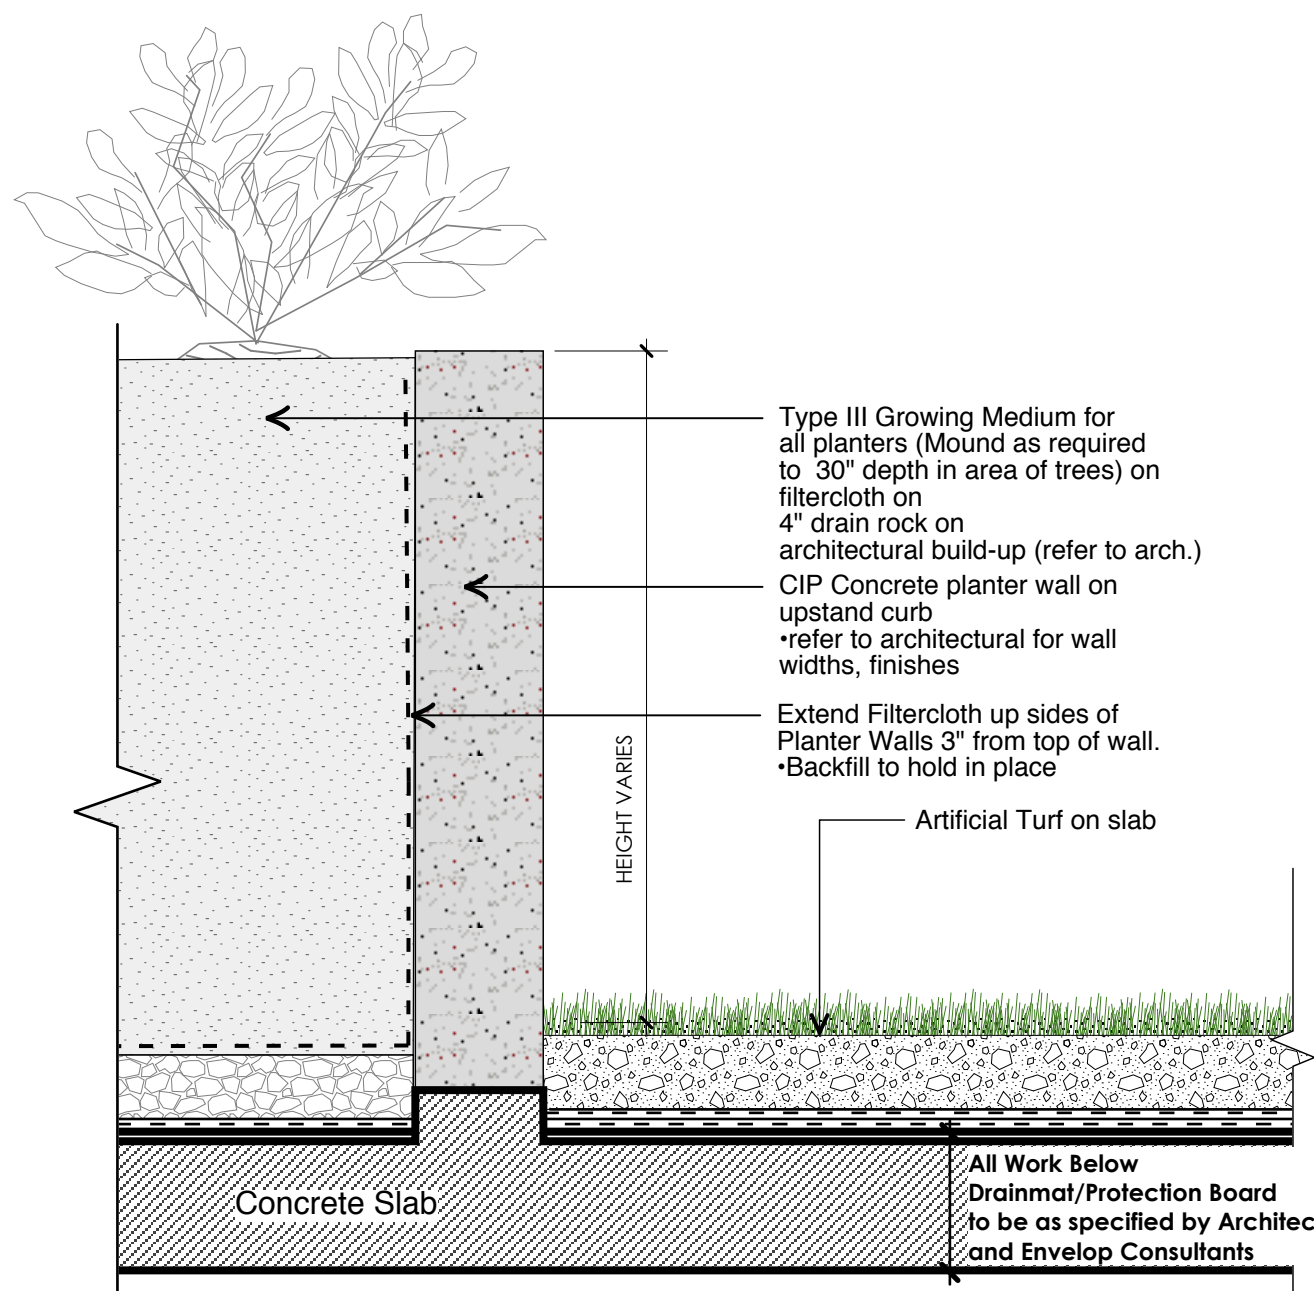 Type III Growing Medium for
all planters (Mound as required
to 30" depth in area of trees) on
filtercloth on
4" drain rock on
architectural build-up (refer to arch.)
CIP Concrete planter wall on
upstand curb
•refer to architectural for wall
widths, finishes
Extend Filtercloth up sides of
Planter Walls 3" from top of wall.
•Backfill to hold in place
HEIGHT VARIES
Artificial Turf on slab
Concrete Slab
All Work Below
Drainmat/Protection Board
to be as specified by Architec
and Envelop Consultants